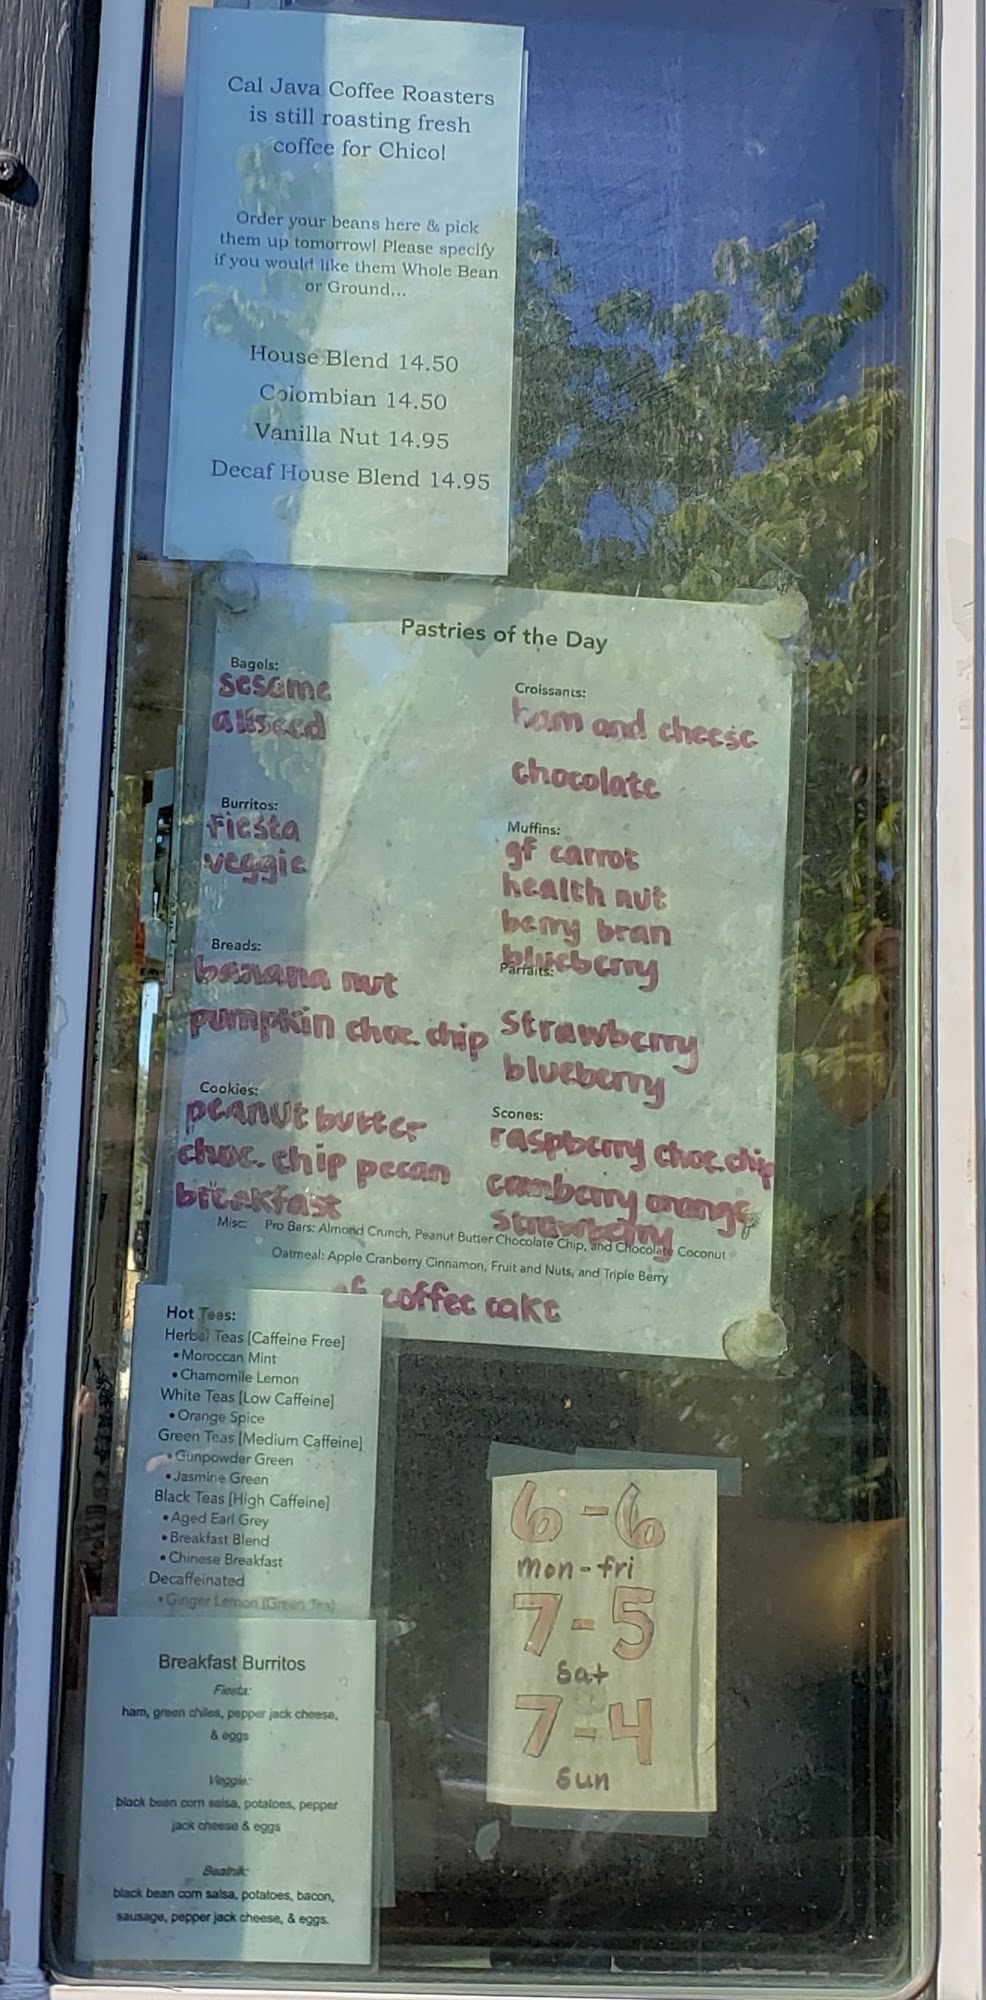 Cal Java Coffee Roasters
is still roasting fresh
coffee for Chico!
Order your beans here & pick
them up tomorrow! Please specify
if you would like them Whole Bean
or Ground...
House Blend 14.50
Colombian 14.50
Vanilla Nut 14.95
Decaf House Blend 14.95
Pastries of the Day
Bagels:
sesame
allseed
Burritos:
fiesta
veggie
Breads:
banana nut
pumpkin choc. chip
Cookies:
peanut butter
choc. chip pecan
breakfast
Croissants:
ham and cheese
chocolate
Muffins:
gf carrot
health nut
berry bran
blueberry
Parfaits:
strawberry
blueberry
Scones:
raspberry choc. chip
cranberry orange
strawberry
Misc: Pro Bars: Almond Crunch, Peanut Butter Chocolate Chip, and Chocolate Coconut
Oatmeal: Apple Cranberry Cinnamon, Fruit and Nuts, and Triple Berry
gf coffee cake
Hot Teas:
Herbal Teas [Caffeine Free]
• Moroccan Mint
• Chamomile Lemon
White Teas [Low Caffeine]
• Orange Spice
Green Teas [Medium Caffeine]
• Gunpowder Green
• Jasmine Green
Black Teas [High Caffeine]
• Aged Earl Grey
• Breakfast Blend
• Chinese Breakfast
Decaffeinated
• Ginger Lemon (Green Tea)
Breakfast Burritos
Fiesta:
ham, green chiles, pepper jack cheese,
& eggs
Veggie:
black bean corn salsa, potatoes, pepper
jack cheese & eggs
Beatnik:
black bean corn salsa, potatoes, bacon,
sausage, pepper jack cheese, & eggs.
6-6
mon-fri
7-5
sat
7-4
sun